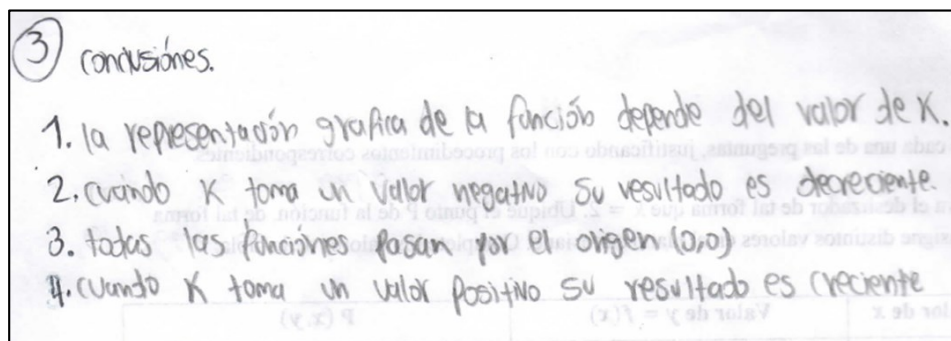 3 conclusiónes.
1. la representación grafica de la función depende del valor de K.
2. cuando K toma un valor negativo su resultado es decreciente.
3. todas las funciónes pasan por el origen (0,0)
4. cuando K toma un valor positivo su resultado es creciente